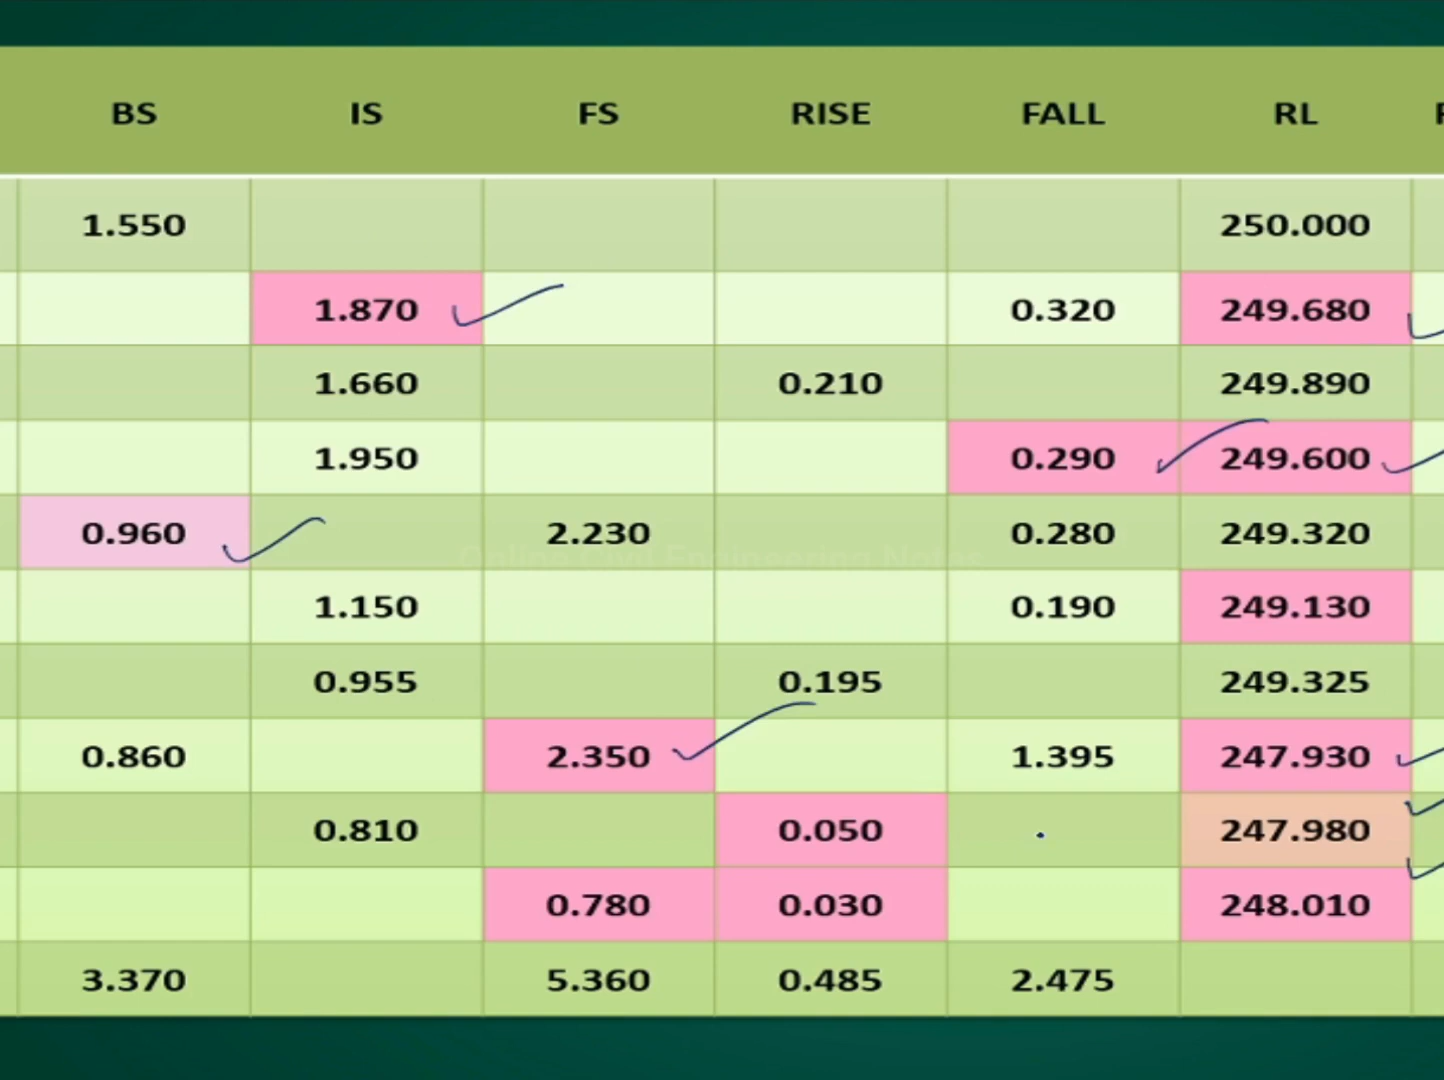 BS IS FS RISE FALL RL
1.550 250.000
1.870 0.320 249.680
1.660 0.210 249.890
1.950 0.290 249.600
0.960 2.230 0.280 249.320
Online Civil Engineering Notes
1.150 0.190 249.130
0.955 0.195 249.325
0.860 2.350 1.395 247.930
0.810 0.050 247.980
0.780 0.030 248.010
3.370 5.360 0.485 2.475